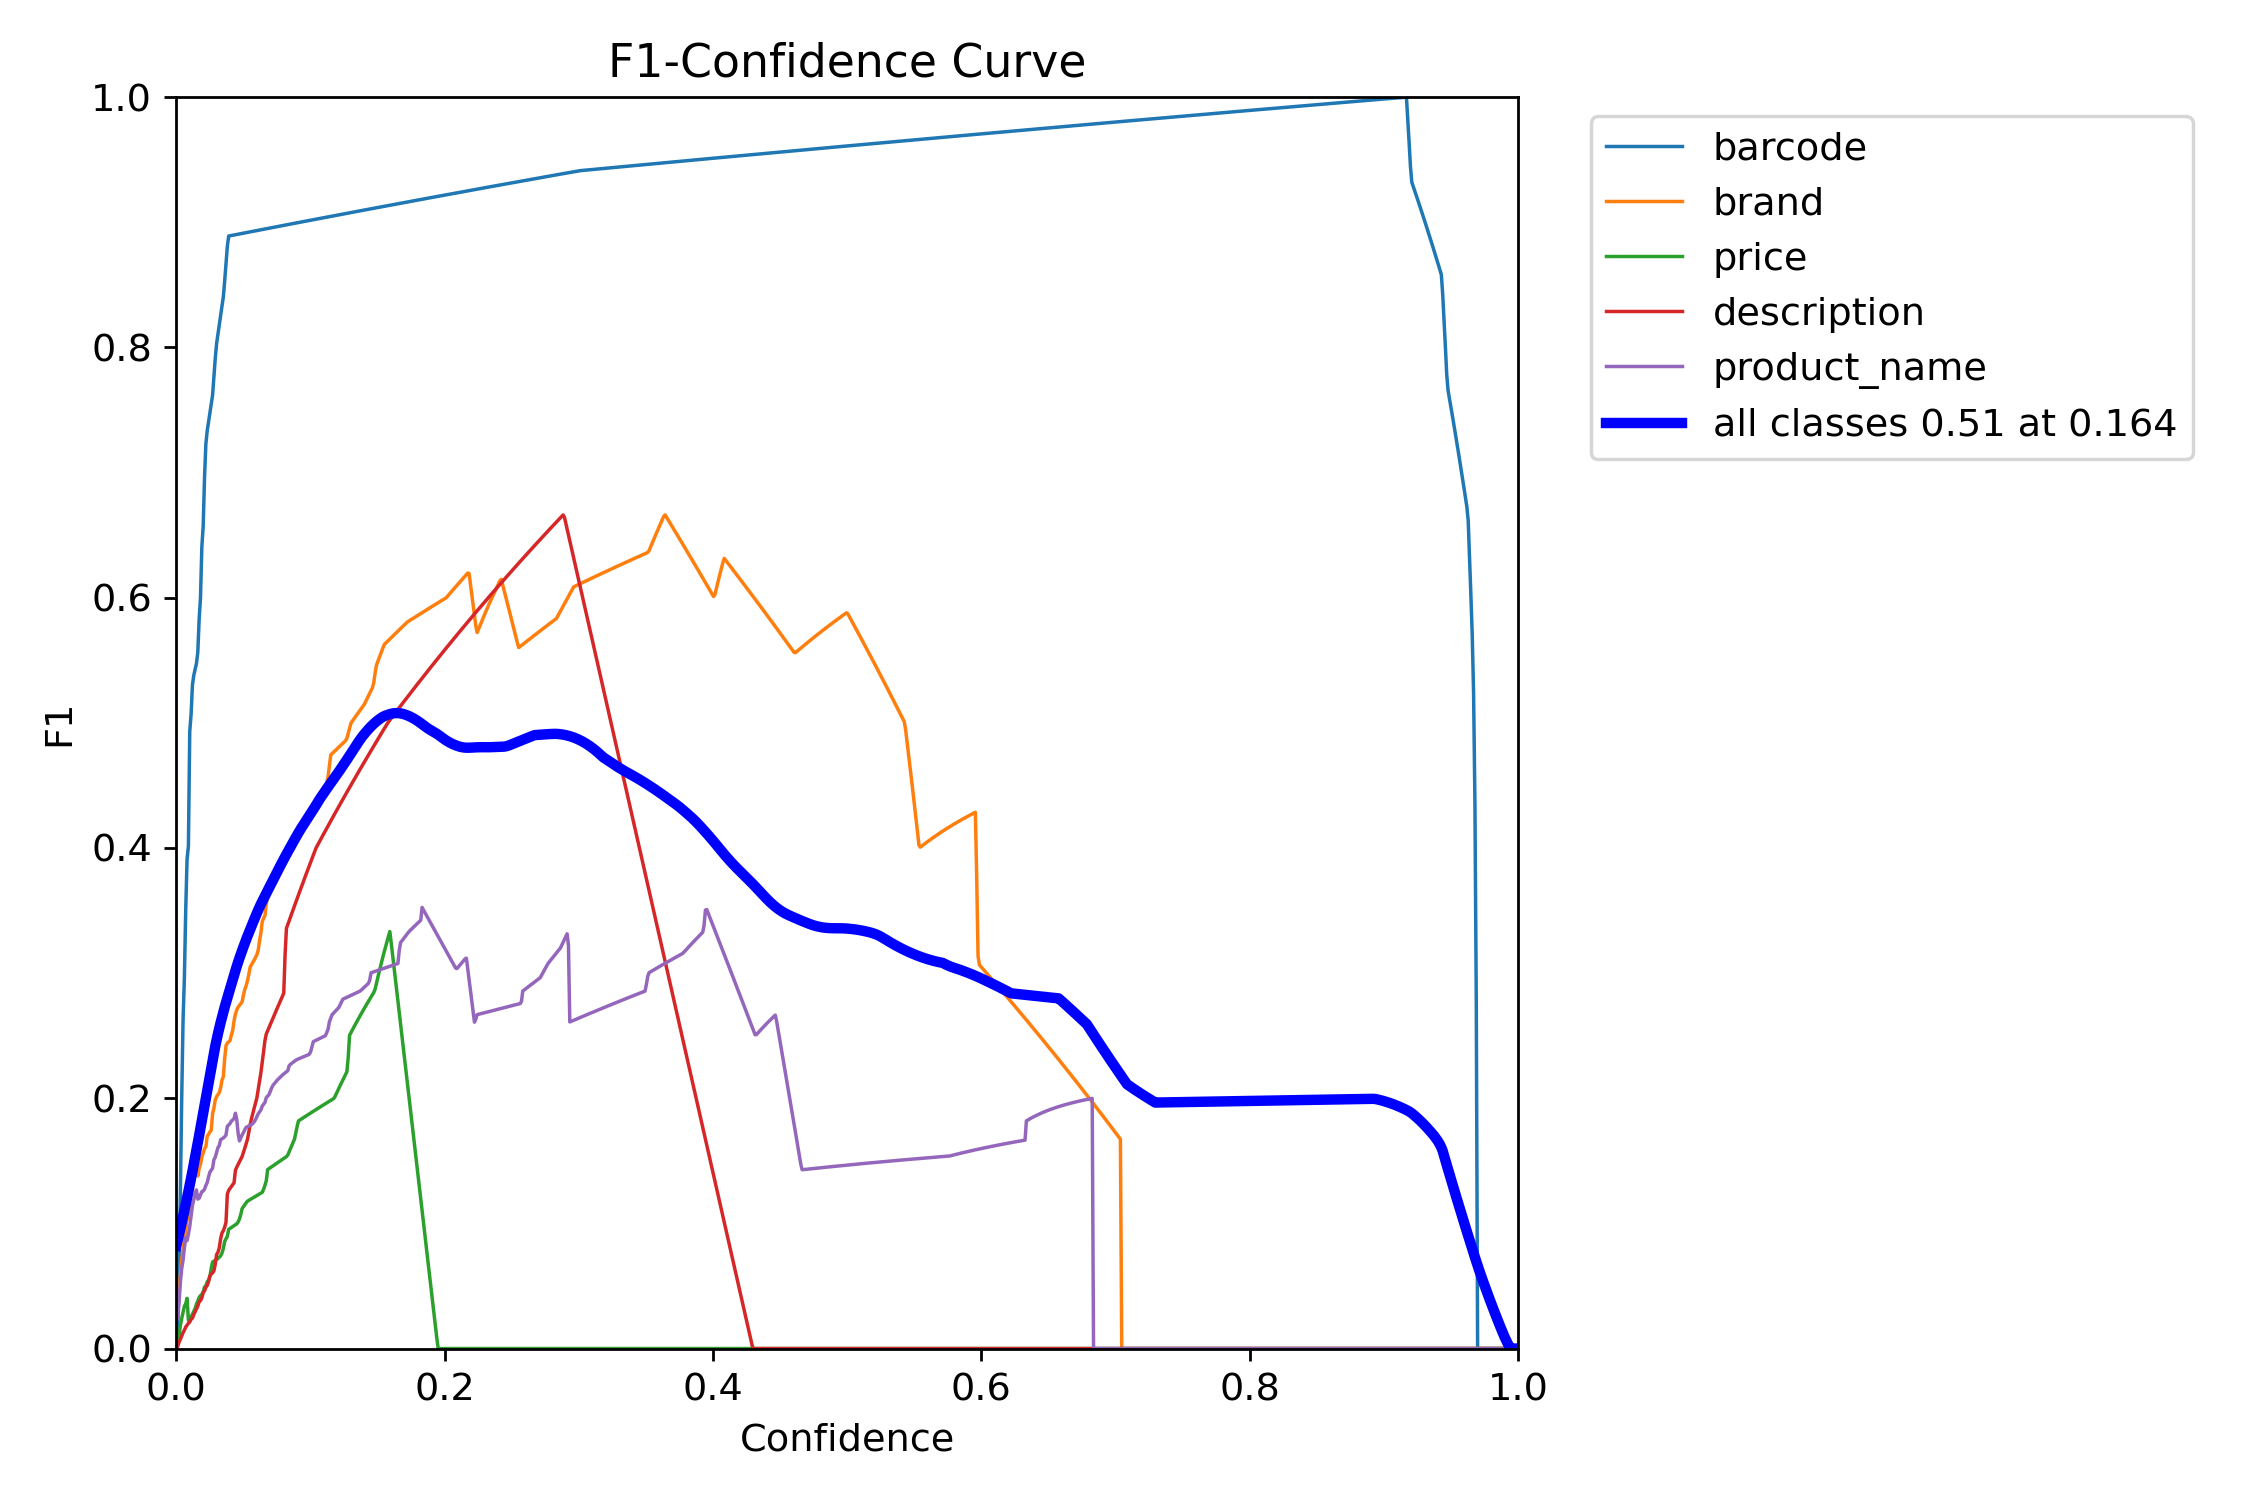 F1-Confidence Curve
1.0
0.8
0.6
0.4
0.2
0.0
F1
0.0 0.2 0.4 0.6 0.8 1.0
Confidence
barcode
brand
price
description
product_name
all classes 0.51 at 0.164